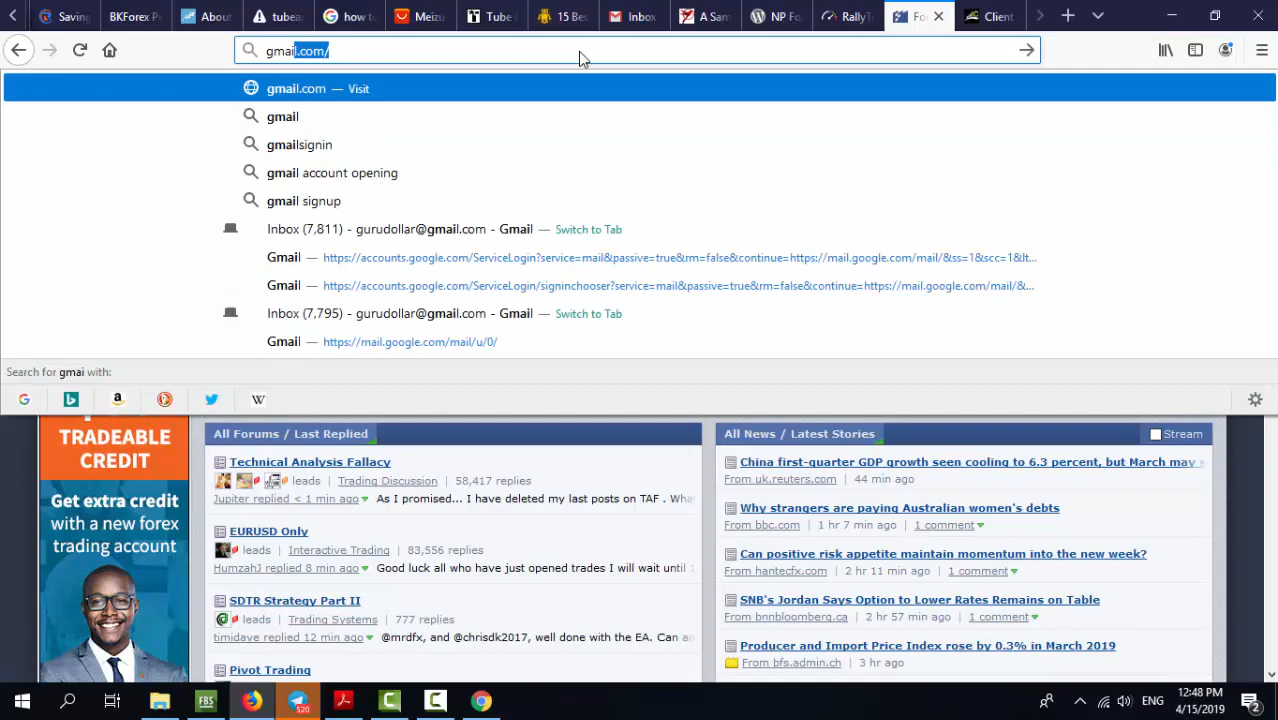 Saving
BKForex P
About
tubea
how to
Meizu
Tube
15 Bes
Inbox
A Sam
NP Fo
RallyT
Fo
Client
gmail.com/
gmail.com — Visit
gmail
gmailsignin
gmail account opening
gmail signup
Inbox (7,811) - gurudollar@gmail.com - Gmail — Switch to Tab
Gmail — https://accounts.google.com/ServiceLogin?service=mail&passive=true&rm=false&continue=https://mail.google.com/mail/&ss=1&scc=1&lt...
Gmail — https://accounts.google.com/ServiceLogin/signinchooser?service=mail&passive=true&rm=false&continue=https://mail.google.com/mail/&...
Inbox (7,795) - gurudollar@gmail.com - Gmail — Switch to Tab
Gmail — https://mail.google.com/mail/u/0/
Search for gmai with:
TRADEABLE
CREDIT
Get extra credit
with a new forex
trading account
All Forums / Last Replied
Technical Analysis Fallacy
leads | Trading Discussion | 58,417 replies
Jupiter replied < 1 min ago As I promised... I have deleted my last posts on TAF . Wha
EURUSD Only
leads | Interactive Trading | 83,556 replies
HumzahJ replied 8 min ago Good luck all who have just opened trades I will wait until
SDTR Strategy Part II
leads | Trading Systems | 777 replies
timidave replied 12 min ago @mrdfx, and @chrisdk2017, well done with the EA. Can a
Pivot Trading
All News / Latest Stories
Stream
China first-quarter GDP growth seen cooling to 6.3 percent, but March may s
From uk.reuters.com | 44 min ago
Why strangers are paying Australian women's debts
From bbc.com | 1 hr 7 min ago | 1 comment
Can positive risk appetite maintain momentum into the new week?
From hantecfx.com | 2 hr 11 min ago | 1 comment
SNB's Jordan Says Option to Lower Rates Remains on Table
From bnnbloomberg.ca | 2 hr 57 min ago | 1 comment
Producer and Import Price Index rose by 0.3% in March 2019
From bfs.admin.ch | 3 hr ago
FBS
520
ENG
12:48 PM
4/15/2019
2